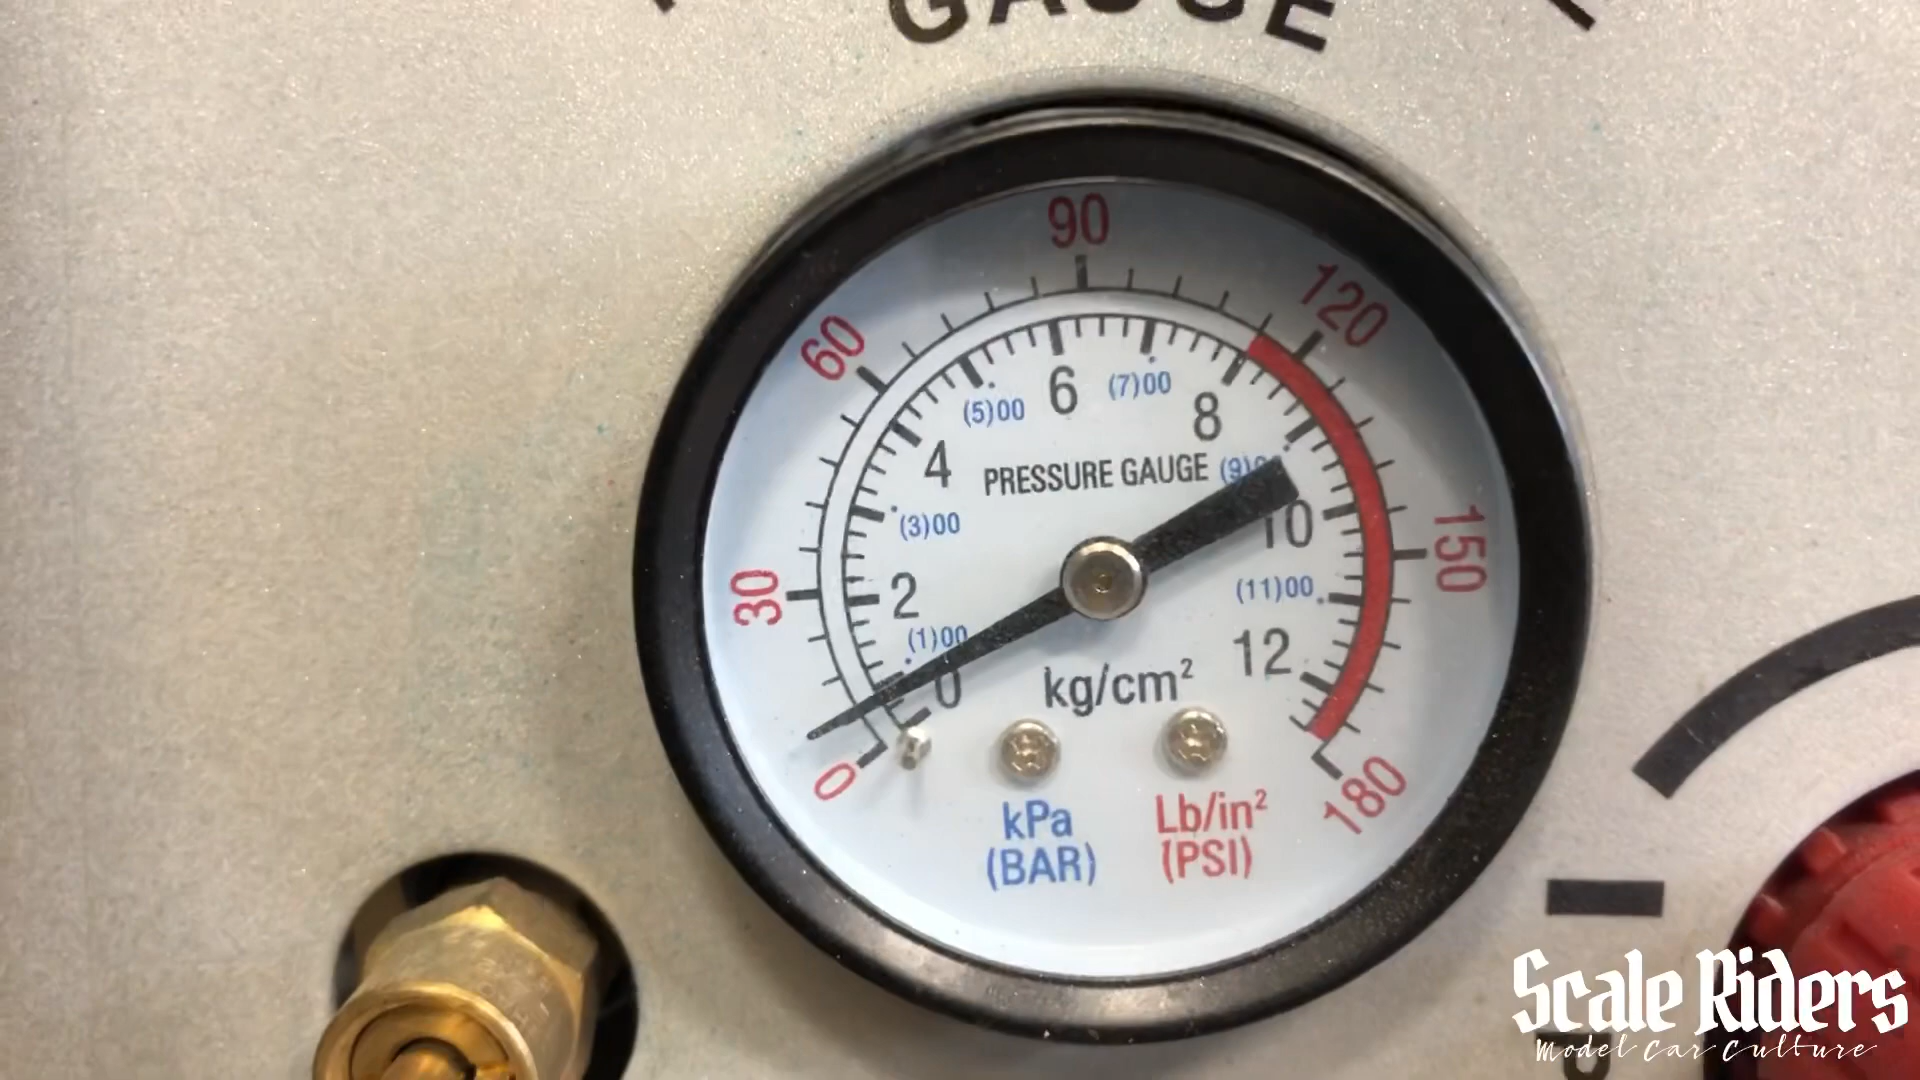 GAUGE
90
120
60
6
(7)00
(5)00
8
4
PRESSURE GAUGE
10
150
(3)00
30
2
(11)00
(1)00
12
0
kg/cm²
0
180
kPa
(BAR)
Lb/in²
(PSI)
Scale Riders
Model Car Culture